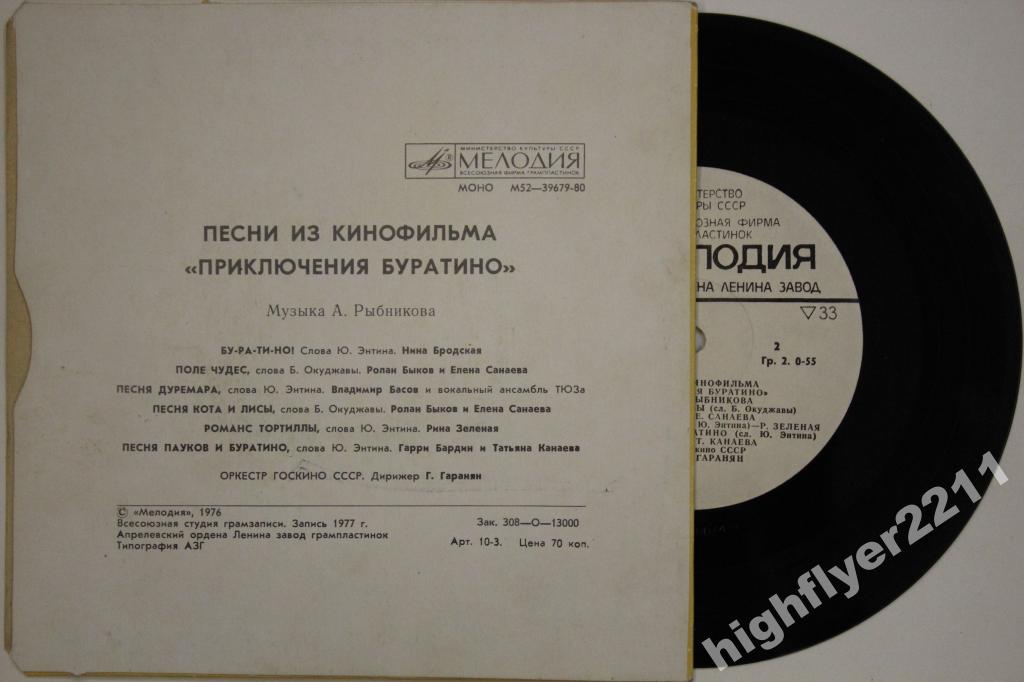 МИНИСТЕРСТВО КУЛЬТУРЫ СССР
МЕЛОДИЯ
ВСЕСОЮЗНАЯ ФИРМА ГРАМПЛАСТИНОК
МОНО М52—39679-80
ПЕСНИ ИЗ КИНОФИЛЬМА
«ПРИКЛЮЧЕНИЯ БУРАТИНО»
Музыка А. Рыбникова
БУ-РА-ТИ-НО! Слова Ю. Энтина. Нина Бродская
ПОЛЕ ЧУДЕС, слова Б. Окуджавы. Ролан Быков и Елена Санаева
ПЕСНЯ ДУРЕМАРА, слова Ю. Энтина. Владимир Басов и вокальный ансамбль ТЮЗа
ПЕСНЯ КОТА И ЛИСЫ, слова Б. Окуджавы. Ролан Быков и Елена Санаева
РОМАНС ТОРТИЛЛЫ, слова Ю. Энтина. Рина Зеленая
ПЕСНЯ ПАУКОВ И БУРАТИНО, слова Ю. Энтина. Гарри Бардин и Татьяна Канаева
ОРКЕСТР ГОСКИНО СССР. Дирижер Г. Гаранян
© «Мелодия», 1976
Всесоюзная студия грамзаписи. Запись 1977 г.
Апрелевский ордена Ленина завод грампластинок
Типография АЗГ
Зак. 308—О—13000
Арт. 10-3. Цена 70 коп.
ТЕРСТВО
РЫ СССР
ОЗНАЯ ФИРМА
ЛАСТИНОК
ЛОДИЯ
НА ЛЕНИНА ЗАВОД
▽33
2
Гр. 2. 0-55
КИНОФИЛЬМА
Я БУРАТИНО»
РЫБНИКОВА
Ы (сл. Б. Окуджавы)
Е. САНАЕВА
Ю. Энтина)—Р. ЗЕЛЕНАЯ
АТИНО (сл. Ю. Энтина)
Т. КАНАЕВА
кино СССР
ГАРАНЯН
highflyer2211